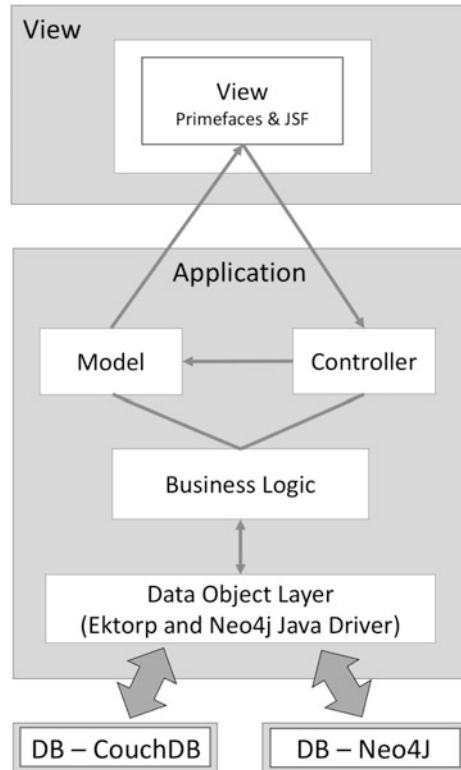 View
View
Primefaces & JSF
Application
Model
Controller
Business Logic
Data Object Layer
(Ektorp and Neo4j Java Driver)
DB – CouchDB
DB – Neo4J